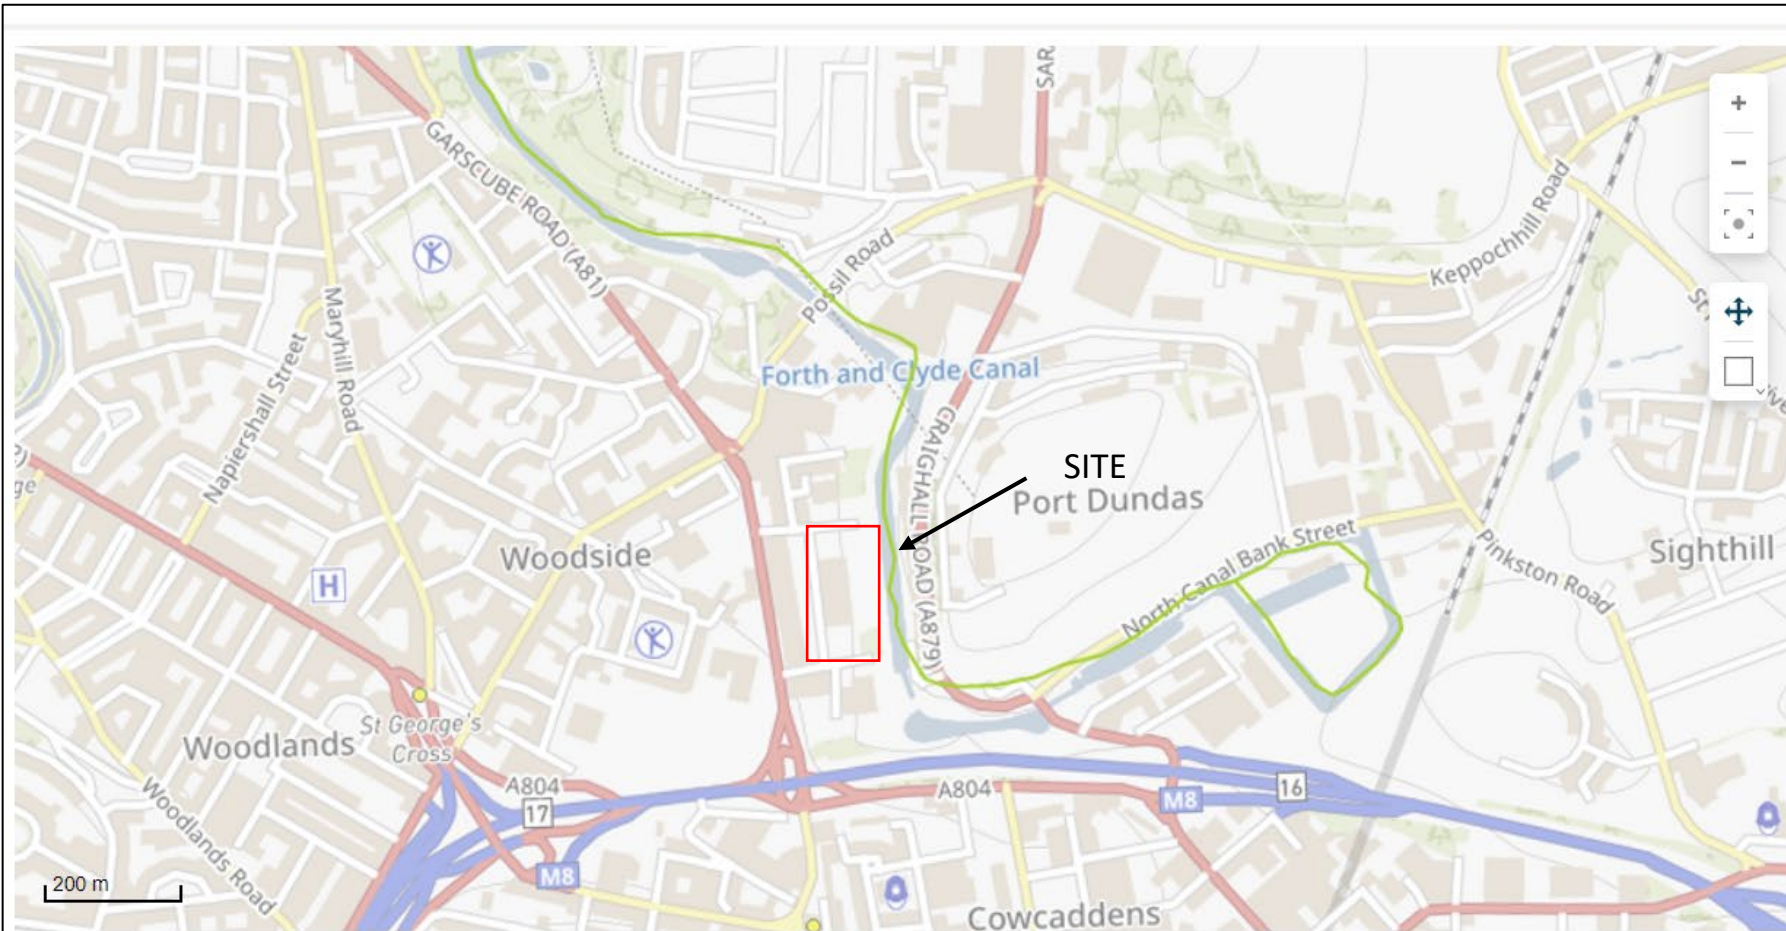 SAR
GARSCUBE ROAD (A81)
Possil Road
Keppochhill Road
+
−
St
Maryhill Road
Napiershall Street
Forth and Clyde Canal
CRAIGHALL ROAD (A879)
SITE
Port Dundas
ge
Woodside
H
North Canal Bank Street
Pinkston Road
Sighthill
St George's
Cross
Woodlands
Woodlands Road
A804
17
A804
M8
16
M8
200 m
Cowcaddens